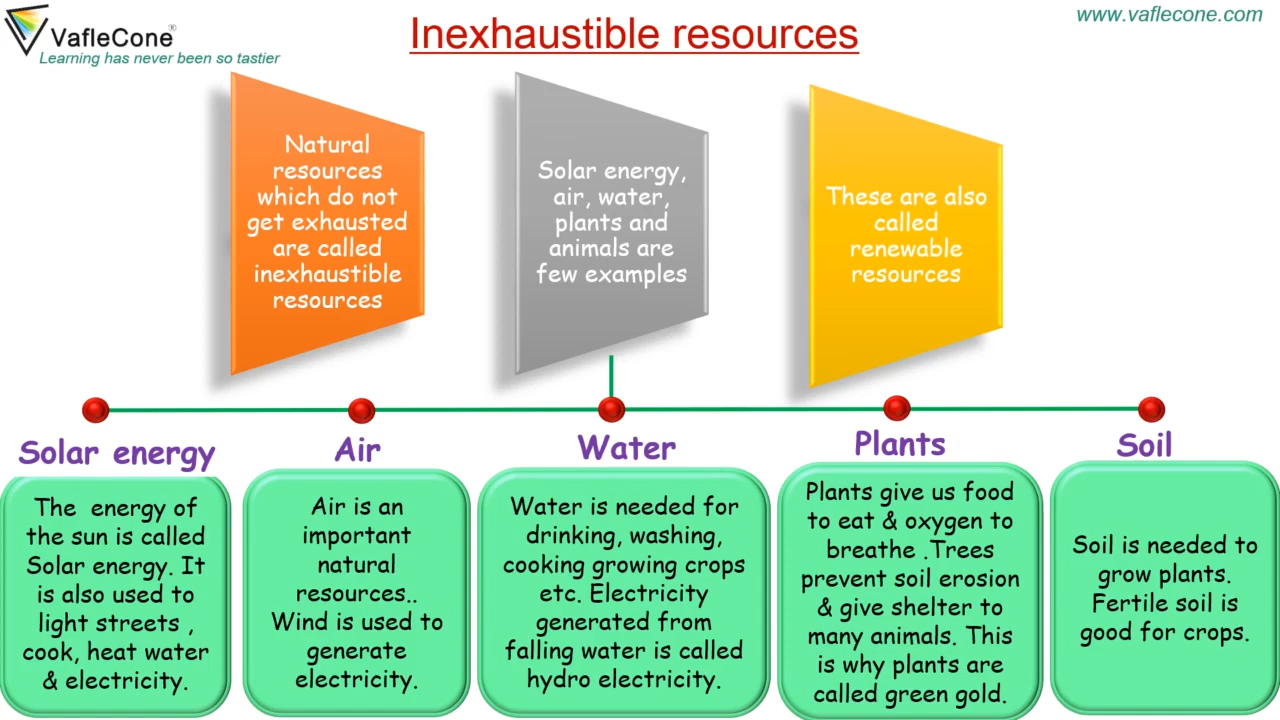 VafleCone®
Learning has never been so tastier
Inexhaustible resources
www.vaflecone.com
Natural
resources
which do not
get exhausted
are called
inexhaustible
resources
Solar energy,
air, water,
plants and
animals are
few examples
These are also
called
renewable
resources
Solar energy
The energy of
the sun is called
Solar energy. It
is also used to
light streets ,
cook, heat water
& electricity.
Air
Air is an
important
natural
resources..
Wind is used to
generate
electricity.
Water
Water is needed for
drinking, washing,
cooking growing crops
etc. Electricity
generated from
falling water is called
hydro electricity.
Plants
Plants give us food
to eat & oxygen to
breathe .Trees
prevent soil erosion
& give shelter to
many animals. This
is why plants are
called green gold.
Soil
Soil is needed to
grow plants.
Fertile soil is
good for crops.